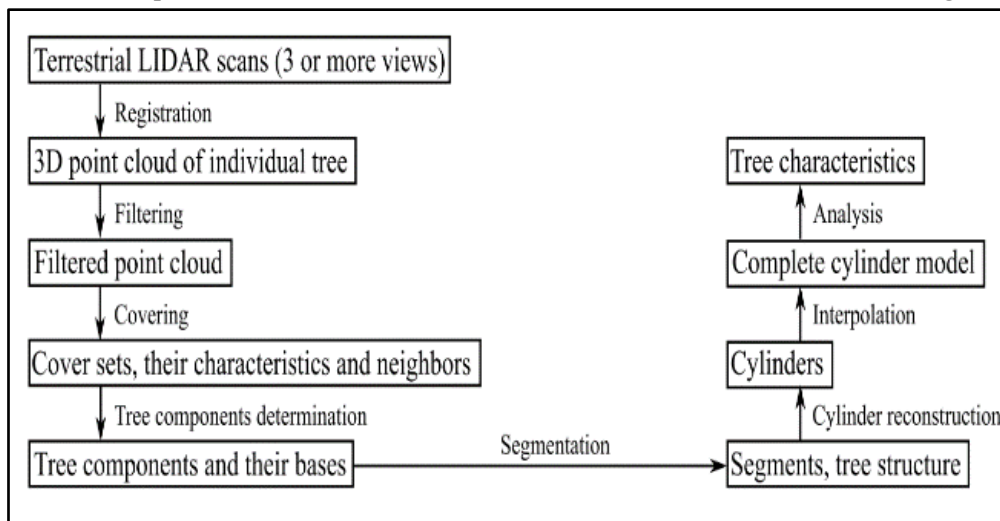 Terrestrial LIDAR scans (3 or more views)
Registration
3D point cloud of individual tree
Filtering
Filtered point cloud
Covering
Cover sets, their characteristics and neighbors
Tree components determination
Tree components and their bases
Segmentation
Segments, tree structure
Cylinder reconstruction
Cylinders
Interpolation
Complete cylinder model
Analysis
Tree characteristics